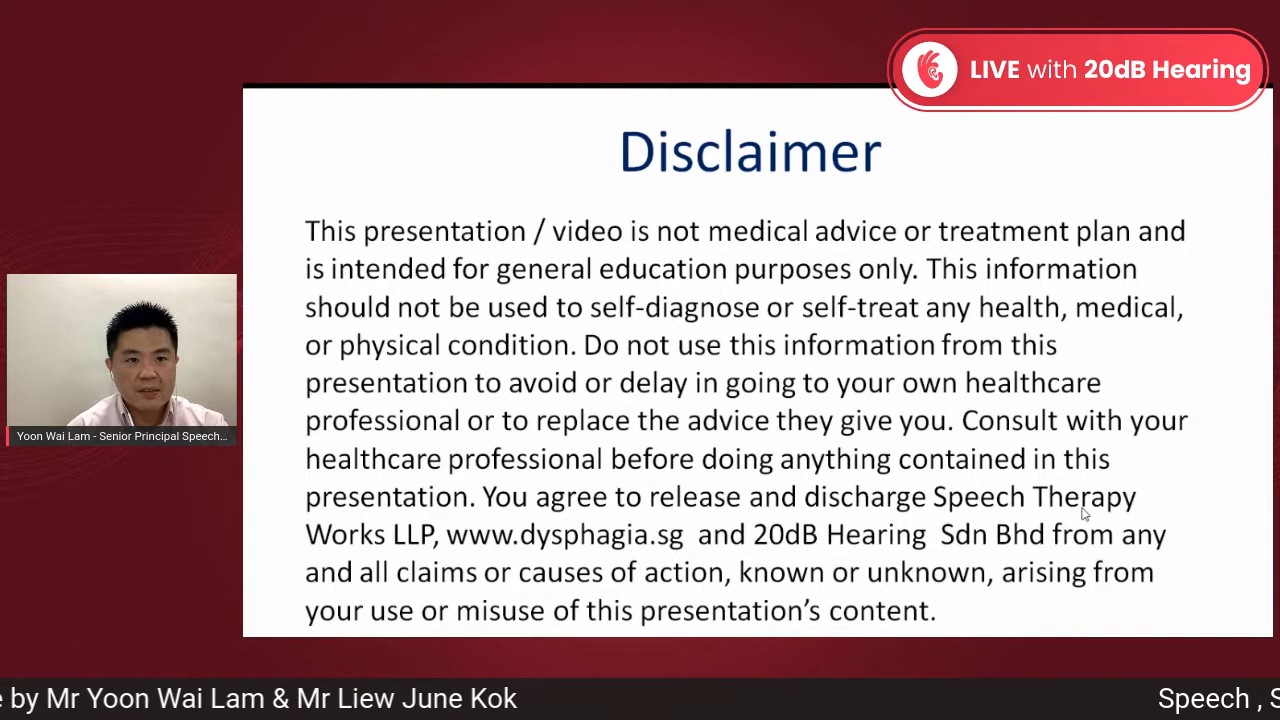 LIVE with 20dB Hearing
Disclaimer
This presentation / video is not medical advice or treatment plan and
is intended for general education purposes only. This information
should not be used to self-diagnose or self-treat any health, medical,
or physical condition. Do not use this information from this
presentation to avoid or delay in going to your own healthcare
professional or to replace the advice they give you. Consult with your
healthcare professional before doing anything contained in this
presentation. You agree to release and discharge Speech Therapy
Works LLP, www.dysphagia.sg and 20dB Hearing Sdn Bhd from any
and all claims or causes of action, known or unknown, arising from
your use or misuse of this presentation's content.
Yoon Wai Lam - Senior Principal Speech...
e by Mr Yoon Wai Lam & Mr Liew June Kok
Speech , S